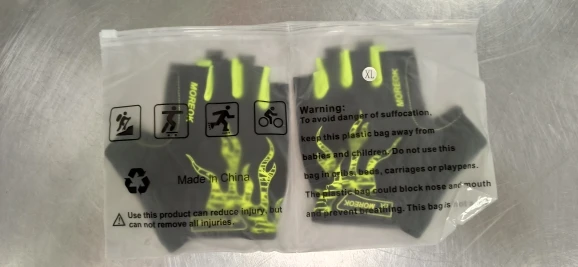 MOREOK
XL
MOREOK
Warning:
To avoid danger of suffocation,
keep this plastic bag away from
babies and children. Do not use this
bag in cribs, beds, carriages or playpens.
The plastic bag could block nose and mouth
and prevent breathing. This bag is
Made in China
Use this product can reduce injury, but
can not remove all injuries
MOREOK